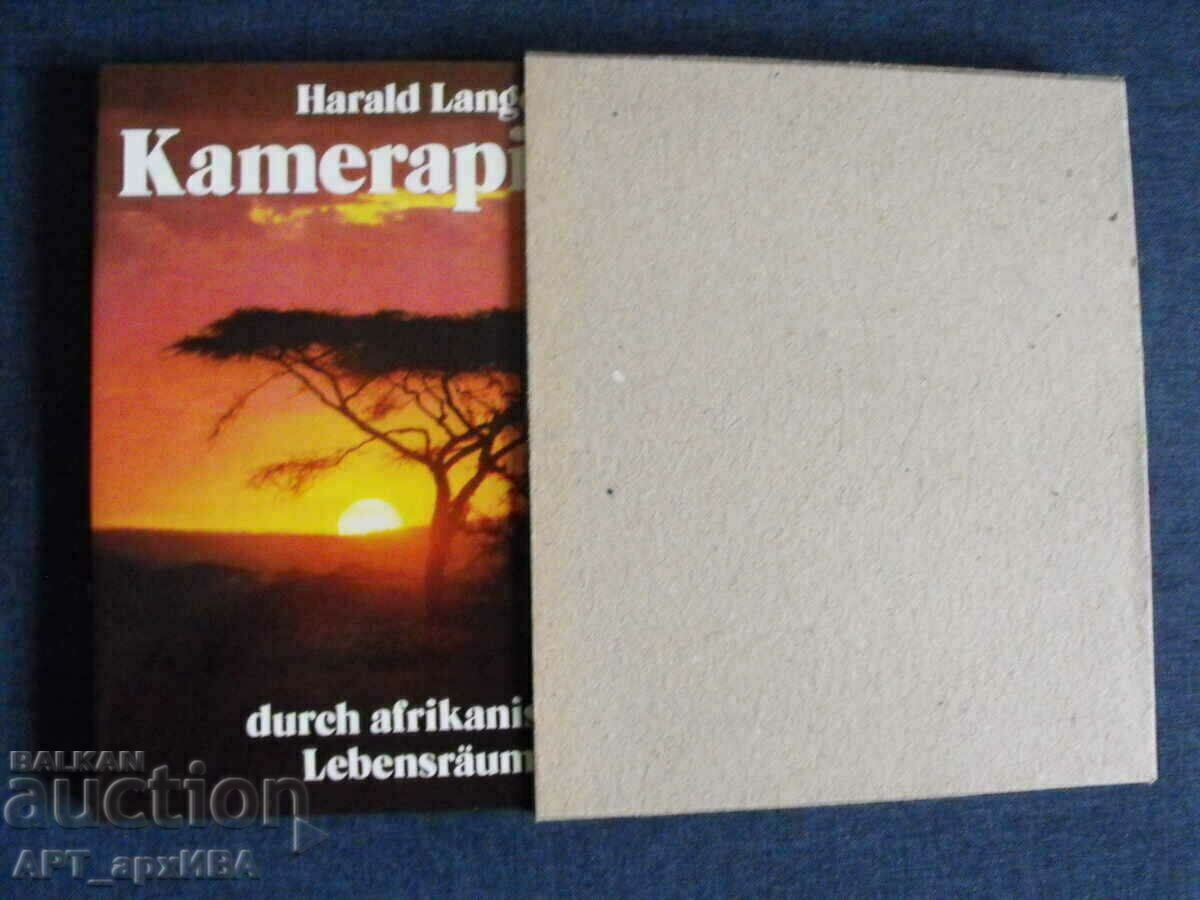 Harald Lang
Kamerapi
durch afrikanis
Lebensräum
BALKAN
auction
АРТ_архИВА